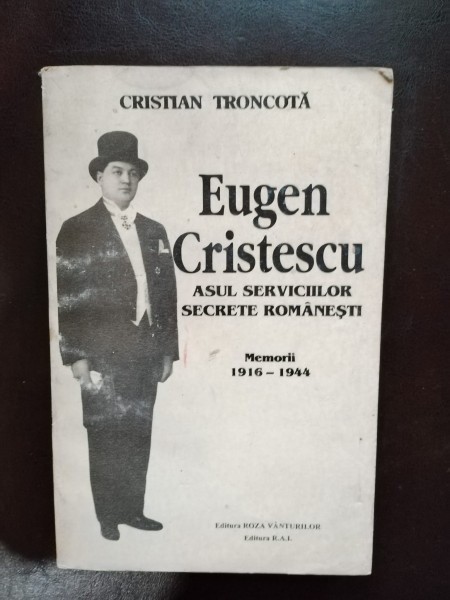 CRISTIAN TRONCOTĂ
Eugen
Cristescu
ASUL SERVICIILOR
SECRETE ROMÂNEŞTI
Memorii
1916 – 1944
Editura ROZA VÂNTURILOR
Editura R.A.I.